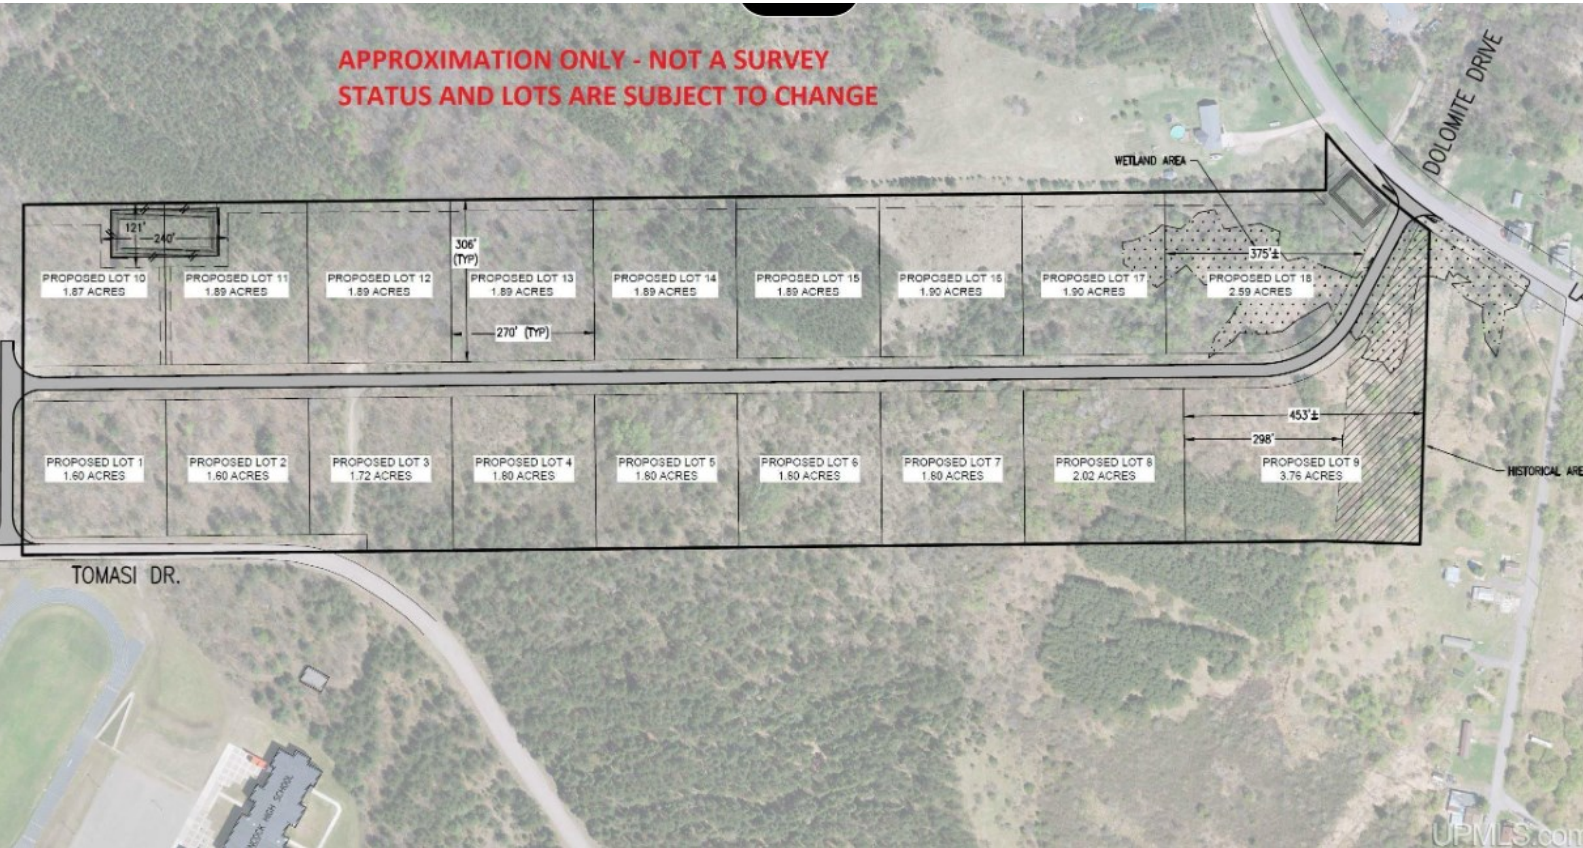 APPROXIMATION ONLY - NOT A SURVEY
STATUS AND LOTS ARE SUBJECT TO CHANGE
DOLOMITE DRIVE
WETLAND AREA
121'
240'
306'
(TYP)
375'±
PROPOSED LOT 10
1.87 ACRES
PROPOSED LOT 11
1.89 ACRES
PROPOSED LOT 12
1.89 ACRES
PROPOSED LOT 13
1.89 ACRES
PROPOSED LOT 14
1.89 ACRES
PROPOSED LOT 15
1.89 ACRES
PROPOSED LOT 16
1.90 ACRES
PROPOSED LOT 17
1.90 ACRES
PROPOSED LOT 18
2.59 ACRES
270' (TYP)
453'±
298'
PROPOSED LOT 1
1.60 ACRES
PROPOSED LOT 2
1.60 ACRES
PROPOSED LOT 3
1.72 ACRES
PROPOSED LOT 4
1.80 ACRES
PROPOSED LOT 5
1.80 ACRES
PROPOSED LOT 6
1.80 ACRES
PROPOSED LOT 7
1.80 ACRES
PROPOSED LOT 8
2.02 ACRES
PROPOSED LOT 9
3.76 ACRES
HISTORICAL ARE
TOMASI DR.
NCOCK HIGH SCHOOL
UPMLS.com